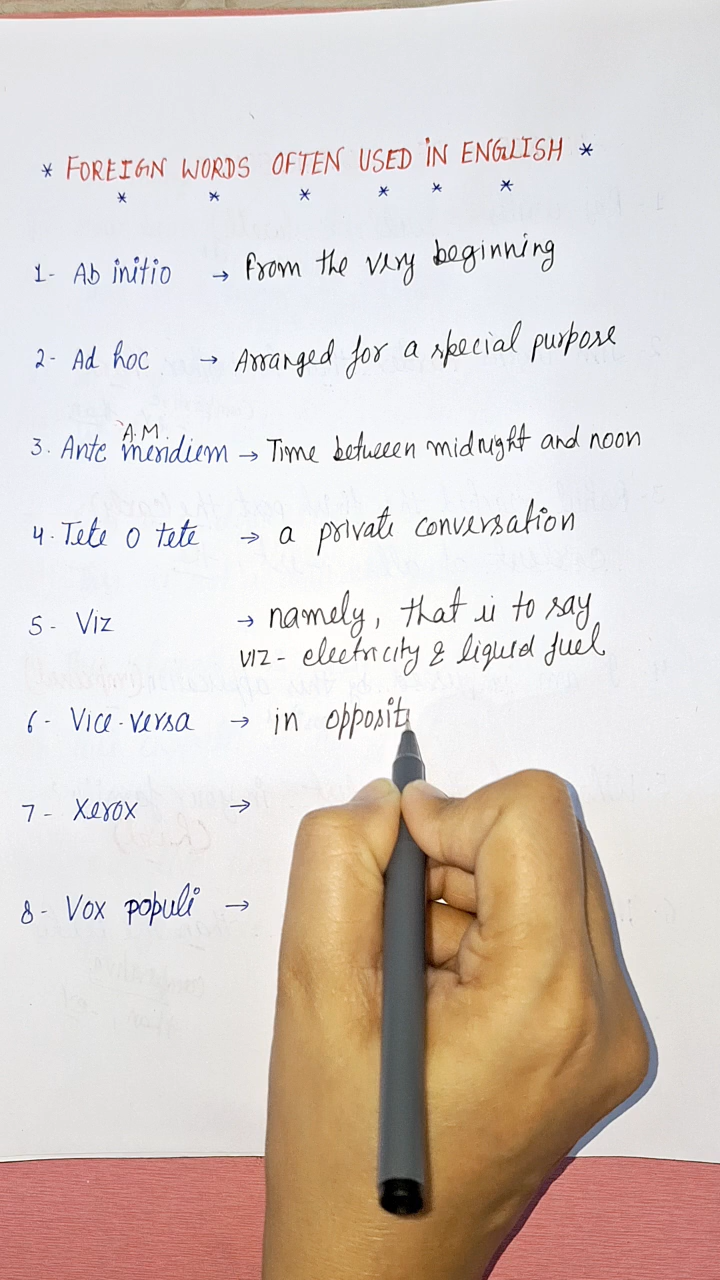 * FOREIGN WORDS OFTEN USED IN ENGLISH *
* * * * * *
1- Ab initio → From the very beginning
2- Ad hoc → Arranged for a special purpose
A.M.
3. Ante meridiem → Time between midnight and noon
4. Tete O tete → a private conversation
5- Viz → namely, that is to say
VIZ - electricity & liquid fuel
6- Vice-versa → in opposit
7- Xerox →
8- Vox populi →